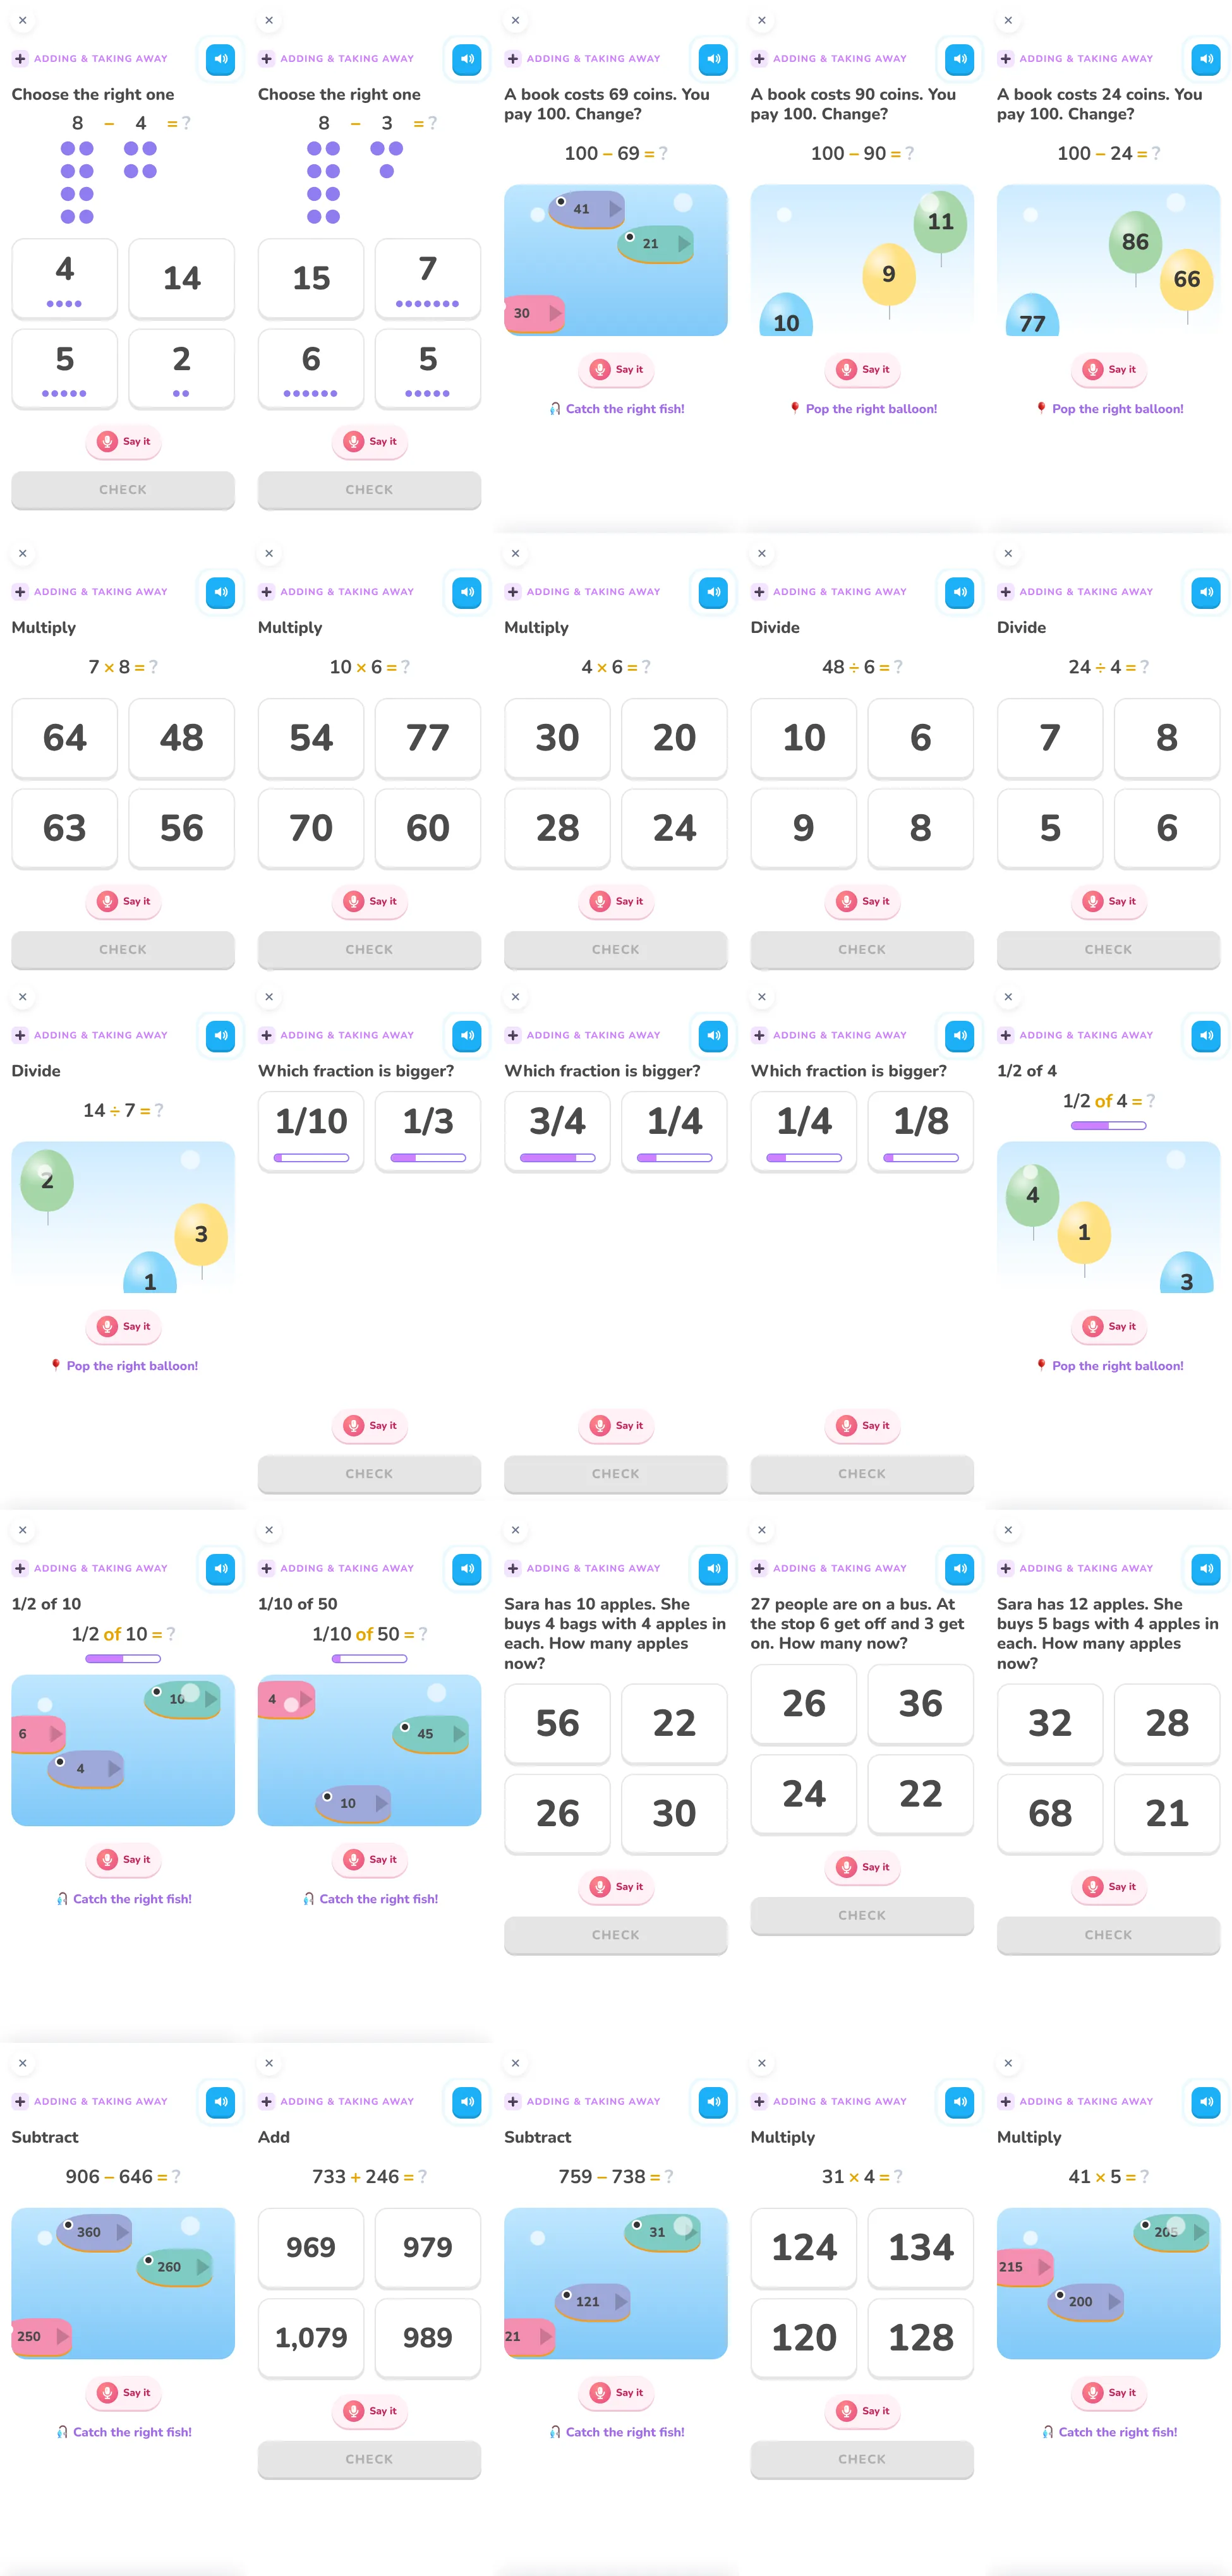 ADDING & TAKING AWAY
Choose the right one
8 – 4 = ?
4
14
5
2
Say it
CHECK
ADDING & TAKING AWAY
Choose the right one
8 – 3 = ?
15
7
6
5
Say it
CHECK
ADDING & TAKING AWAY
A book costs 69 coins. You
pay 100. Change?
100 – 69 = ?
41
21
30
Say it
Catch the right fish!
ADDING & TAKING AWAY
A book costs 90 coins. You
pay 100. Change?
100 – 90 = ?
11
9
10
Say it
Pop the right balloon!
ADDING & TAKING AWAY
A book costs 24 coins. You
pay 100. Change?
100 – 24 = ?
86
66
77
Say it
Pop the right balloon!
ADDING & TAKING AWAY
Multiply
7 × 8 = ?
64
48
63
56
Say it
CHECK
ADDING & TAKING AWAY
Multiply
10 × 6 = ?
54
77
70
60
Say it
CHECK
ADDING & TAKING AWAY
Multiply
4 × 6 = ?
30
20
28
24
Say it
CHECK
ADDING & TAKING AWAY
Divide
48 ÷ 6 = ?
10
6
9
8
Say it
CHECK
ADDING & TAKING AWAY
Divide
24 ÷ 4 = ?
7
8
5
6
Say it
CHECK
ADDING & TAKING AWAY
Divide
14 ÷ 7 = ?
2
3
1
Say it
Pop the right balloon!
ADDING & TAKING AWAY
Which fraction is bigger?
1/10
1/3
Say it
CHECK
ADDING & TAKING AWAY
Which fraction is bigger?
3/4
1/4
Say it
CHECK
ADDING & TAKING AWAY
Which fraction is bigger?
1/4
1/8
Say it
CHECK
ADDING & TAKING AWAY
1/2 of 4
1/2 of 4 = ?
4
1
3
Say it
Pop the right balloon!
ADDING & TAKING AWAY
1/2 of 10
1/2 of 10 = ?
10
6
4
Say it
Catch the right fish!
ADDING & TAKING AWAY
1/10 of 50
1/10 of 50 = ?
4
45
10
Say it
Catch the right fish!
ADDING & TAKING AWAY
Sara has 10 apples. She
buys 4 bags with 4 apples in
each. How many apples
now?
56
22
26
30
Say it
CHECK
ADDING & TAKING AWAY
27 people are on a bus. At
the stop 6 get off and 3 get
on. How many now?
26
36
24
22
Say it
CHECK
ADDING & TAKING AWAY
Sara has 12 apples. She
buys 5 bags with 4 apples in
each. How many apples
now?
32
28
68
21
Say it
CHECK
ADDING & TAKING AWAY
Subtract
906 – 646 = ?
360
260
250
Say it
Catch the right fish!
ADDING & TAKING AWAY
Add
733 + 246 = ?
969
979
1,079
989
Say it
CHECK
ADDING & TAKING AWAY
Subtract
759 – 738 = ?
31
121
21
Say it
Catch the right fish!
ADDING & TAKING AWAY
Multiply
31 × 4 = ?
124
134
120
128
Say it
CHECK
ADDING & TAKING AWAY
Multiply
41 × 5 = ?
205
215
200
Say it
Catch the right fish!